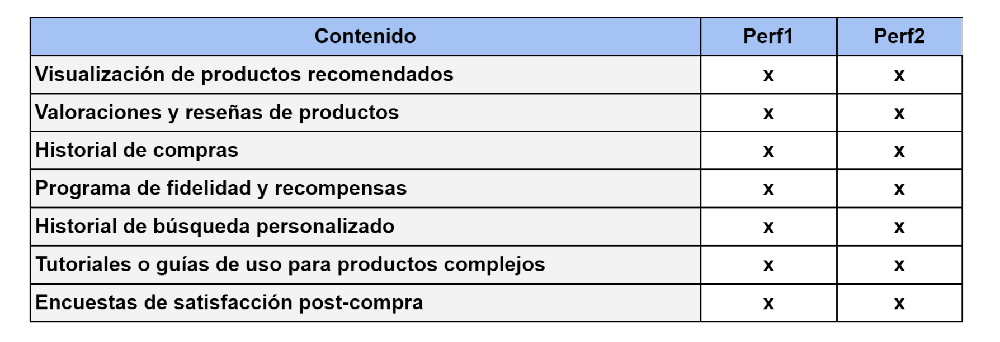 Contenido Perf1 Perf2
Visualización de productos recomendados x x
Valoraciones y reseñas de productos x x
Historial de compras x x
Programa de fidelidad y recompensas x x
Historial de búsqueda personalizado x x
Tutoriales o guías de uso para productos complejos x x
Encuestas de satisfacción post-compra x x